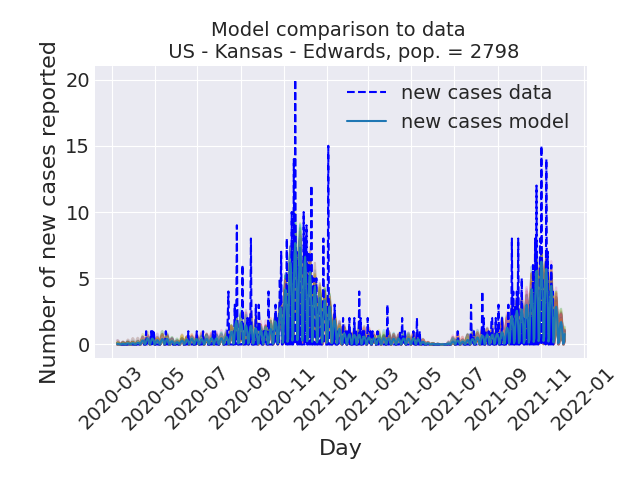 Model comparison to data
US - Kansas - Edwards, pop. = 2798
new cases data
new cases model
Number of new cases reported
20
15
10
5
0
2020-03
2020-05
2020-07
2020-09
2020-11
2021-01
2021-03
2021-05
2021-07
2021-09
2021-11
2022-01
Day